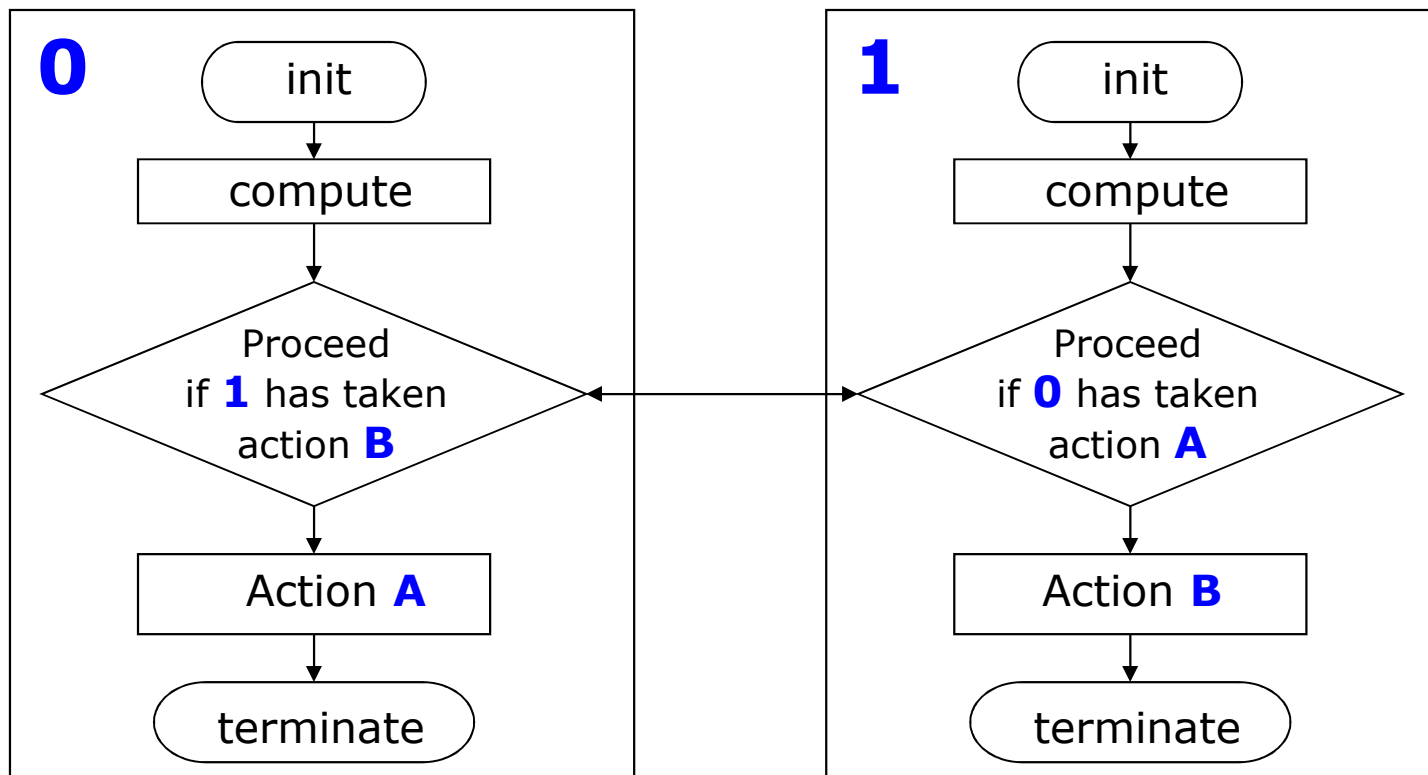 0
init
compute
Proceed
if 1 has taken
action B
Action A
terminate
1
init
compute
Proceed
if 0 has taken
action A
Action B
terminate